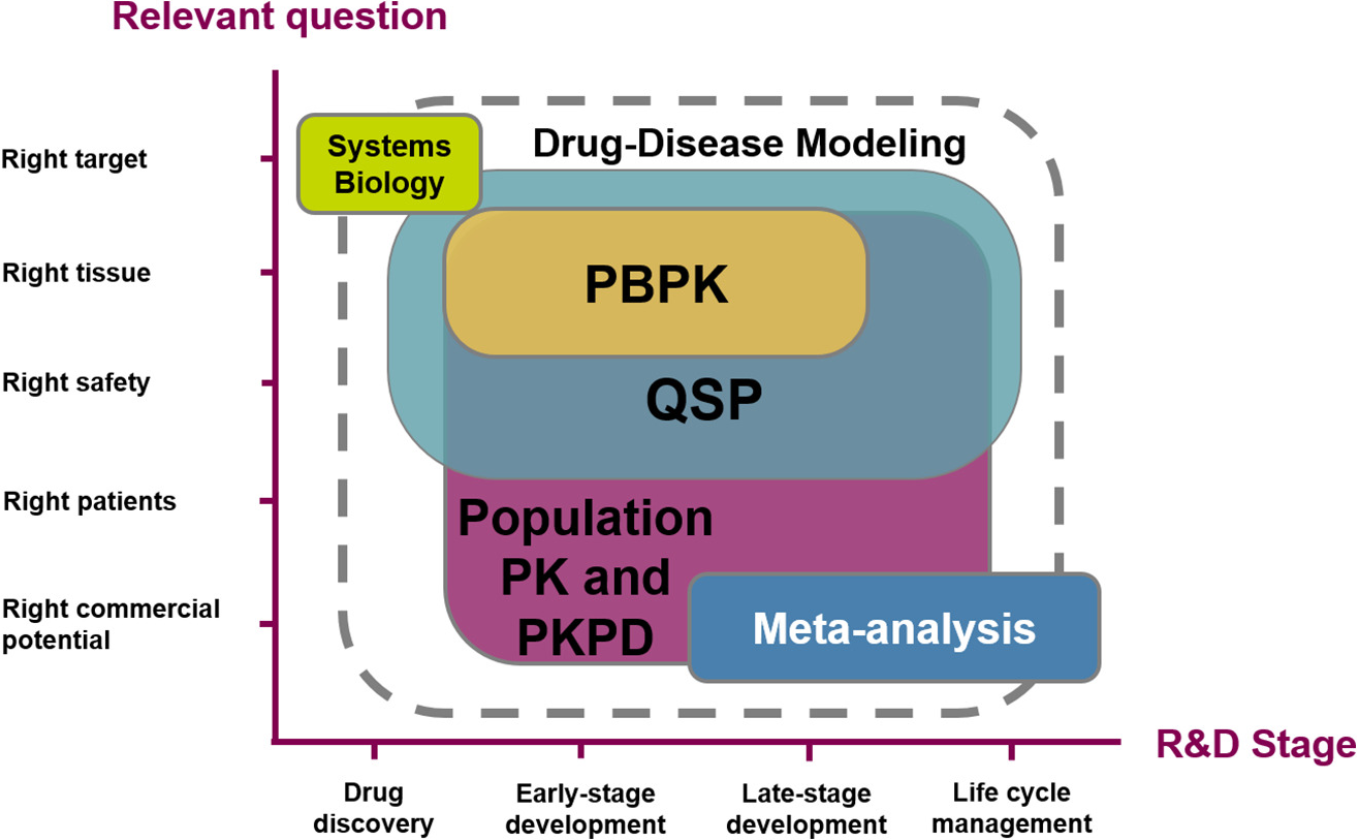 Relevant question
Right target
Right tissue
Right safety
Right patients
Right commercial
potential
Systems
Biology
Drug-Disease Modeling
PBPK
QSP
Population
PK and
PKPD
Meta-analysis
R&D Stage
Drug
discovery
Early-stage
development
Late-stage
development
Life cycle
management